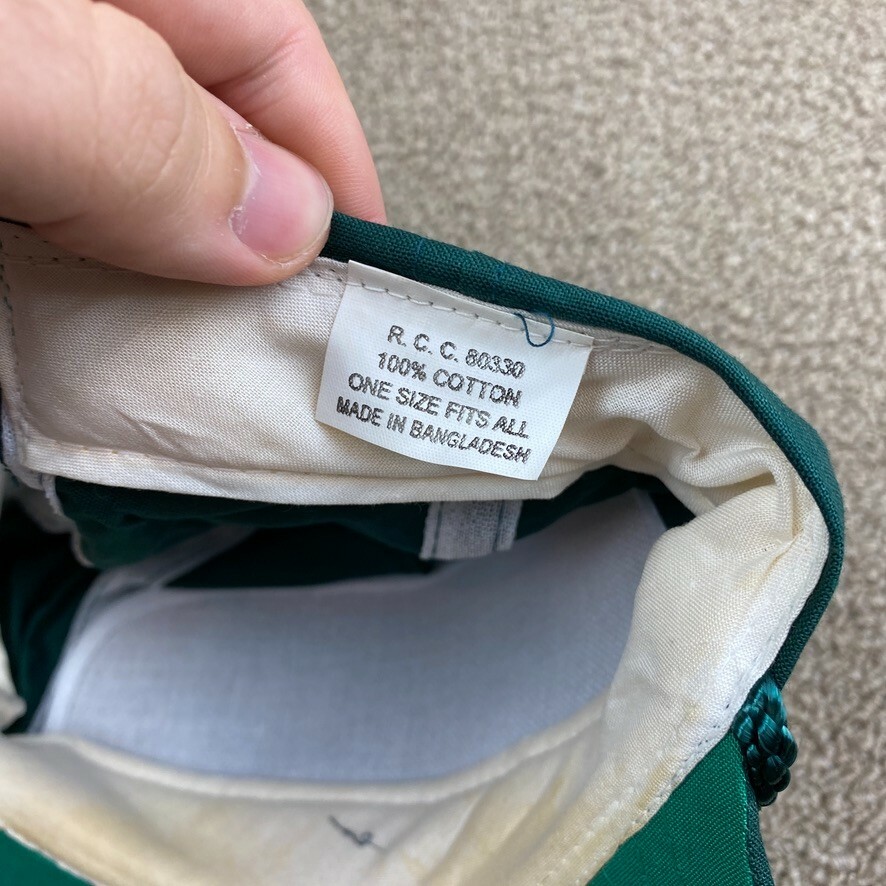 R. C. C. 80330
100% COTTON
ONE SIZE FITS ALL
MADE IN BANGLADESH